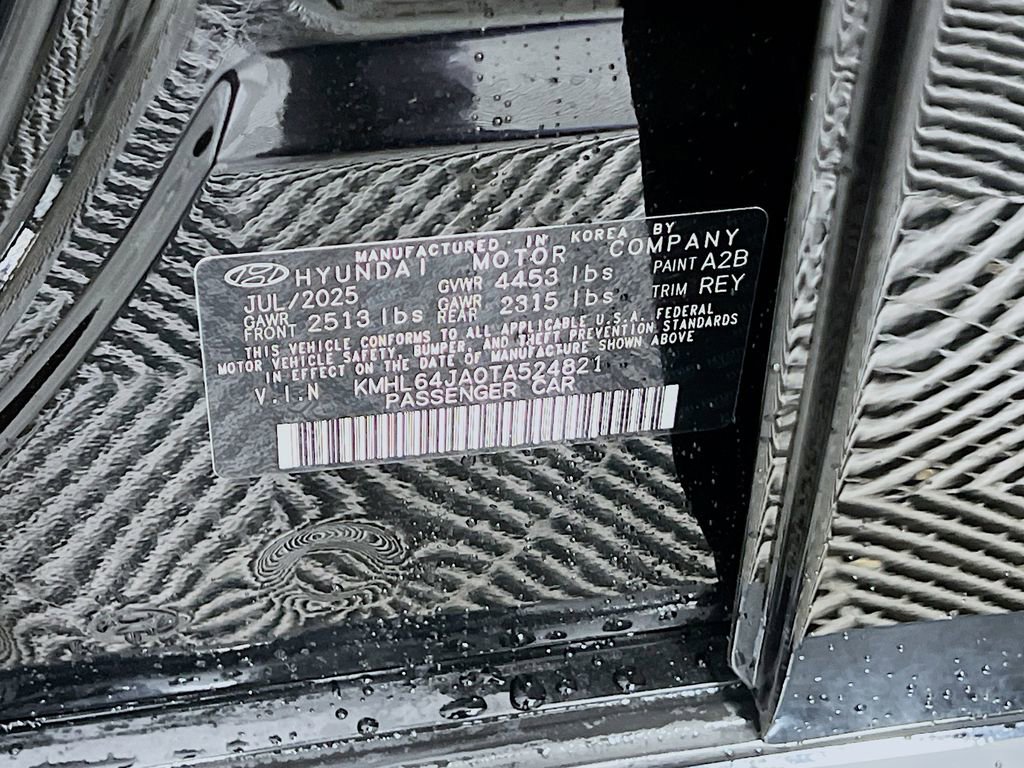 MANUFACTURED IN KOREA BY
HYUNDAI MOTOR COMPANY
JUL/2025 GVWR 4453 lbs PAINT A2B
GAWR FRONT 2513 lbs GAWR REAR 2315 lbs TRIM REY
THIS VEHICLE CONFORMS TO ALL APPLICABLE U.S.A. FEDERAL
MOTOR VEHICLE SAFETY, BUMPER, AND THEFT PREVENTION STANDARDS
IN EFFECT ON THE DATE OF MANUFACTURE SHOWN ABOVE
V.I.N KMHL64JA0TA524821
PASSENGER CAR